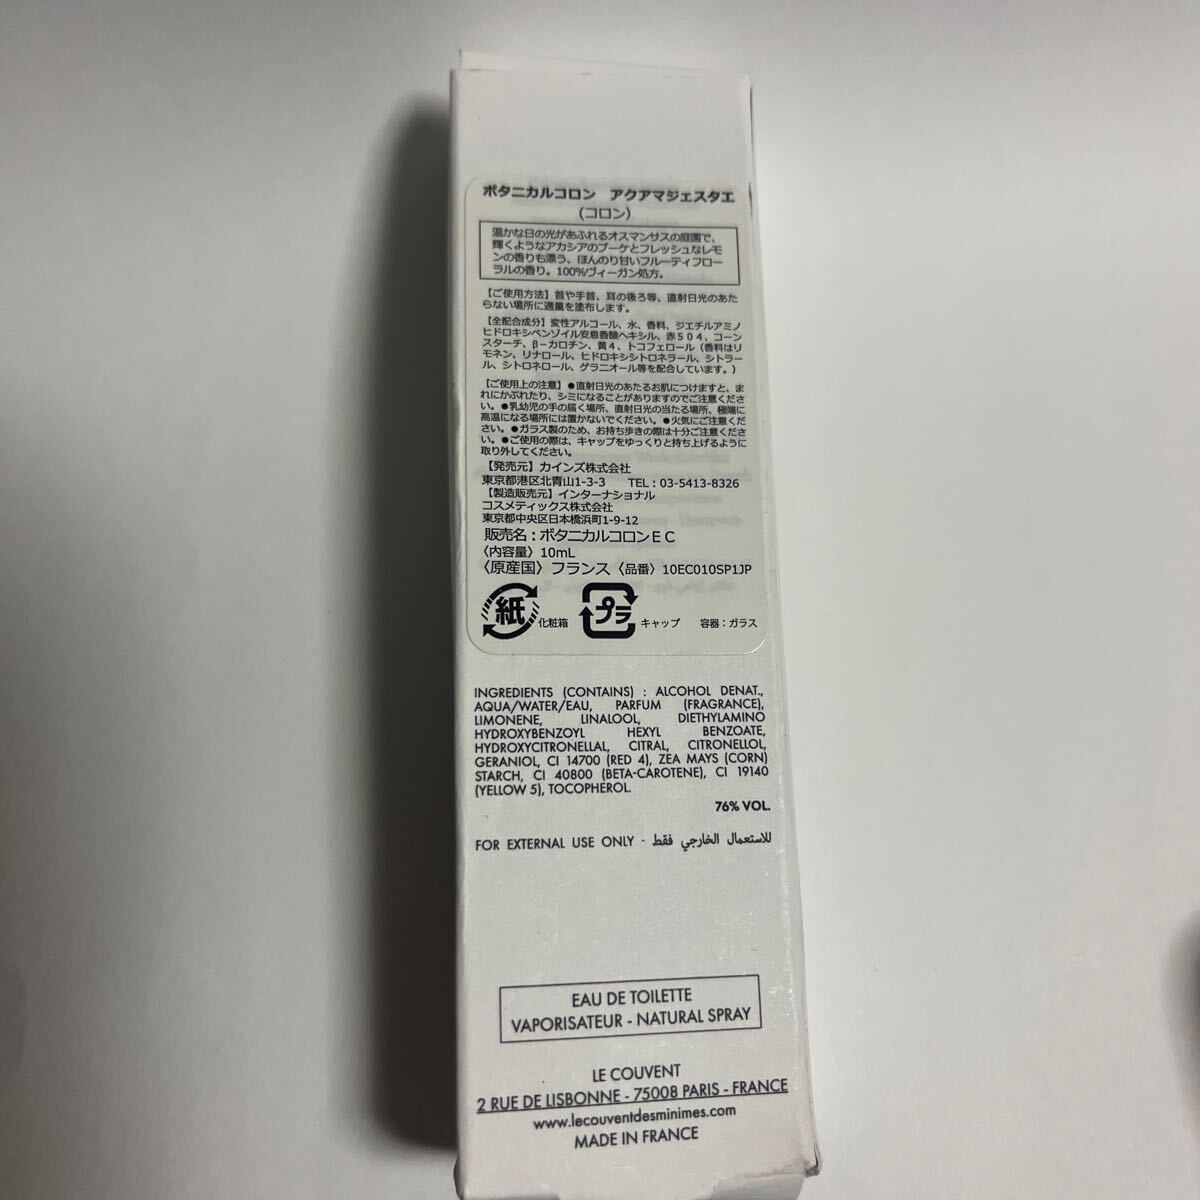 ボタニカルコロン　アクアマジェスタエ
(コロン)
温かな日の光があふれるオスマンサスの庭園で、
輝くようなアカシアのブーケとフレッシュなレモ
ンの香りも漂う、ほんのり甘いフルーティフロー
ラルの香り。100%ヴィーガン処方。
【ご使用方法】首や手首、耳の後ろ等、直射日光のあた
らない場所に適量を塗布します。
【全配合成分】変性アルコール、水、香料、ジエチルアミノ
ヒドロキシベンゾイル安息香酸ヘキシル、赤504、コーン
スターチ、β－カロチン、黄4、トコフェロール（香料はリ
モネン、リナロール、ヒドロキシシトロネラール、シトラー
ル、シトロネロール、ゲラニオール等を配合しています。）
【ご使用上の注意】●直射日光のあたるお肌につけますと、ま
れにかぶれたり、シミになることがありますのでご注意くださ
い。●乳幼児の手の届く場所、直射日光の当たる場所、極端に
高温になる場所には置かないでください。●火気にご注意くだ
さい。●ガラス製のため、お持ち歩きの際は十分ご注意くださ
い。●ご使用の際は、キャップをゆっくりと持ち上げるように
取り外してください。
【発売元】カインズ株式会社
東京都港区北青山1-3-3　TEL：03-5413-8326
【製造販売元】インターナショナル
コスメティックス株式会社
東京都中央区日本橋浜町1-9-12
販売名：ボタニカルコロンＥＣ
〈内容量〉10mL
〈原産国〉フランス〈品番〉10EC010SP1JP
紙 化粧箱 プラ キャップ 容器：ガラス
INGREDIENTS (CONTAINS) : ALCOHOL DENAT.,
AQUA/WATER/EAU, PARFUM (FRAGRANCE),
LIMONENE, LINALOOL, DIETHYLAMINO
HYDROXYBENZOYL HEXYL BENZOATE,
HYDROXYCITRONELLAL, CITRAL, CITRONELLOL,
GERANIOL, CI 14700 (RED 4), ZEA MAYS (CORN)
STARCH, CI 40800 (BETA-CAROTENE), CI 19140
(YELLOW 5), TOCOPHEROL.
76% VOL.
FOR EXTERNAL USE ONLY - للاستعمال الخارجي فقط
EAU DE TOILETTE
VAPORISATEUR - NATURAL SPRAY
LE COUVENT
2 RUE DE LISBONNE - 75008 PARIS - FRANCE
www.lecouventdesminimes.com
MADE IN FRANCE